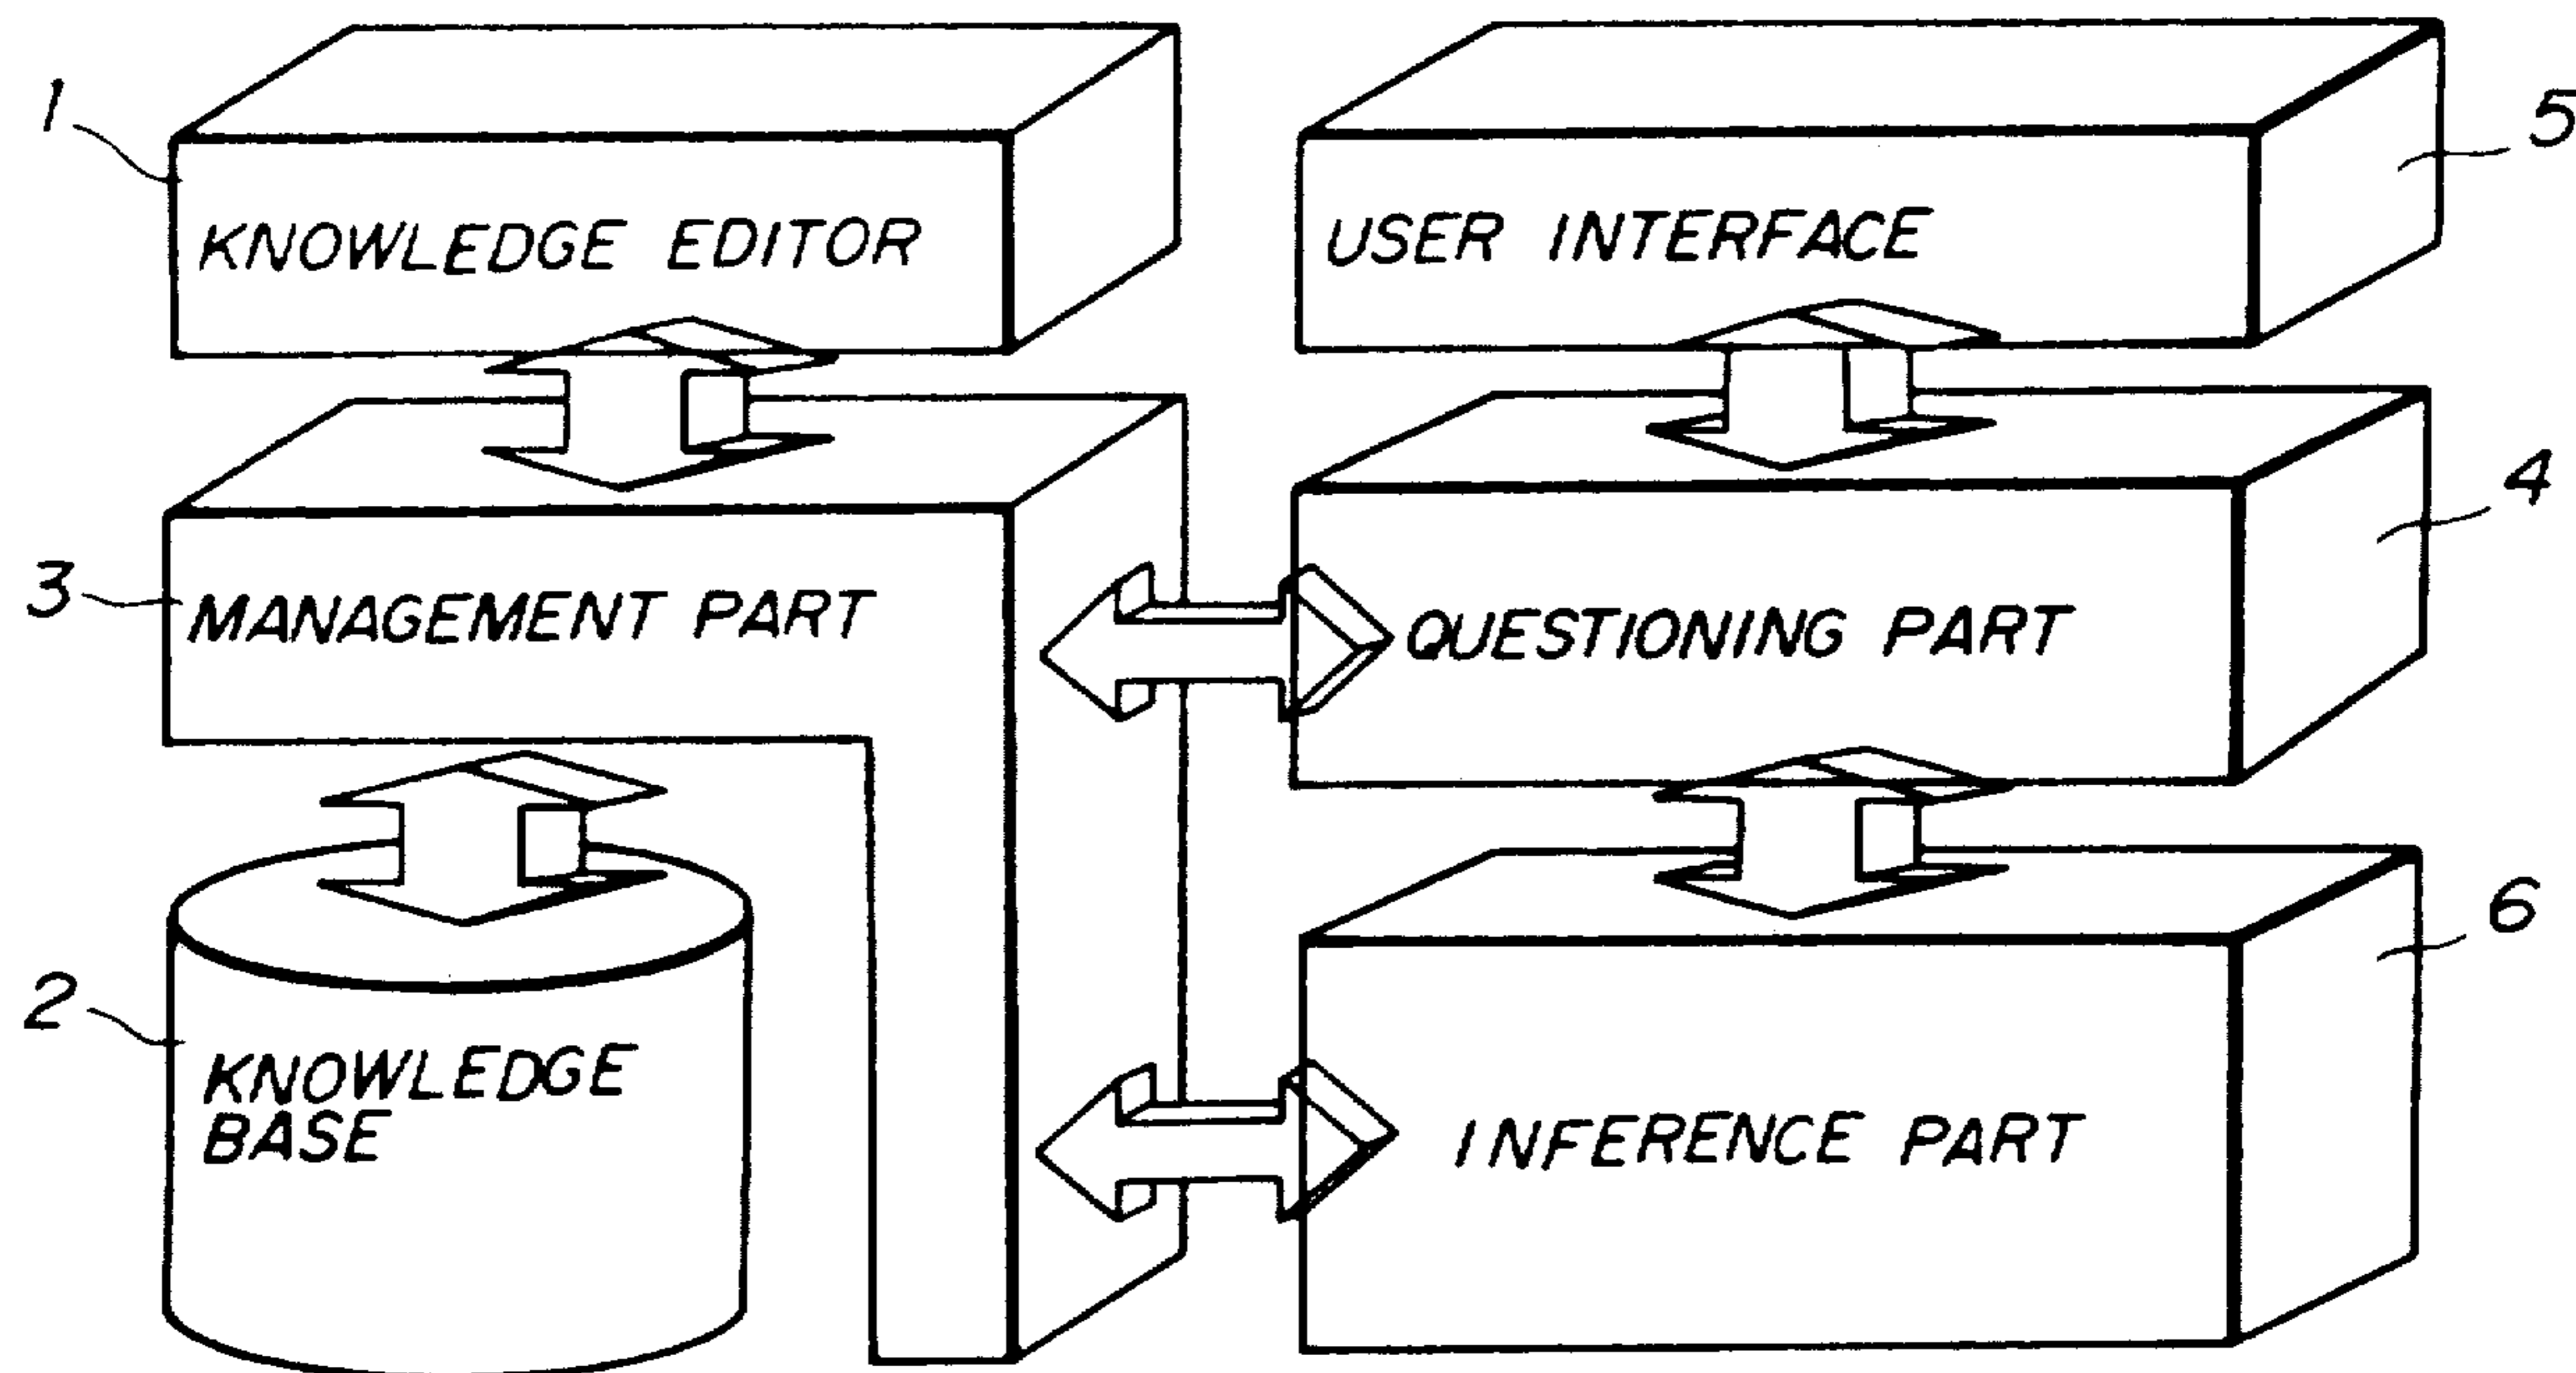 1
KNOWLEDGE EDITOR
USER INTERFACE
5
3
MANAGEMENT PART
QUESTIONING PART
4
2
KNOWLEDGE
BASE
INFERENCE PART
6